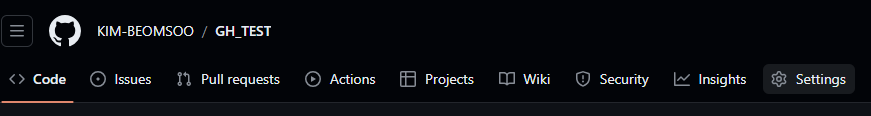 KIM-BEOMSOO / GH_TEST
Code Issues Pull requests Actions Projects Wiki Security Insights Settings